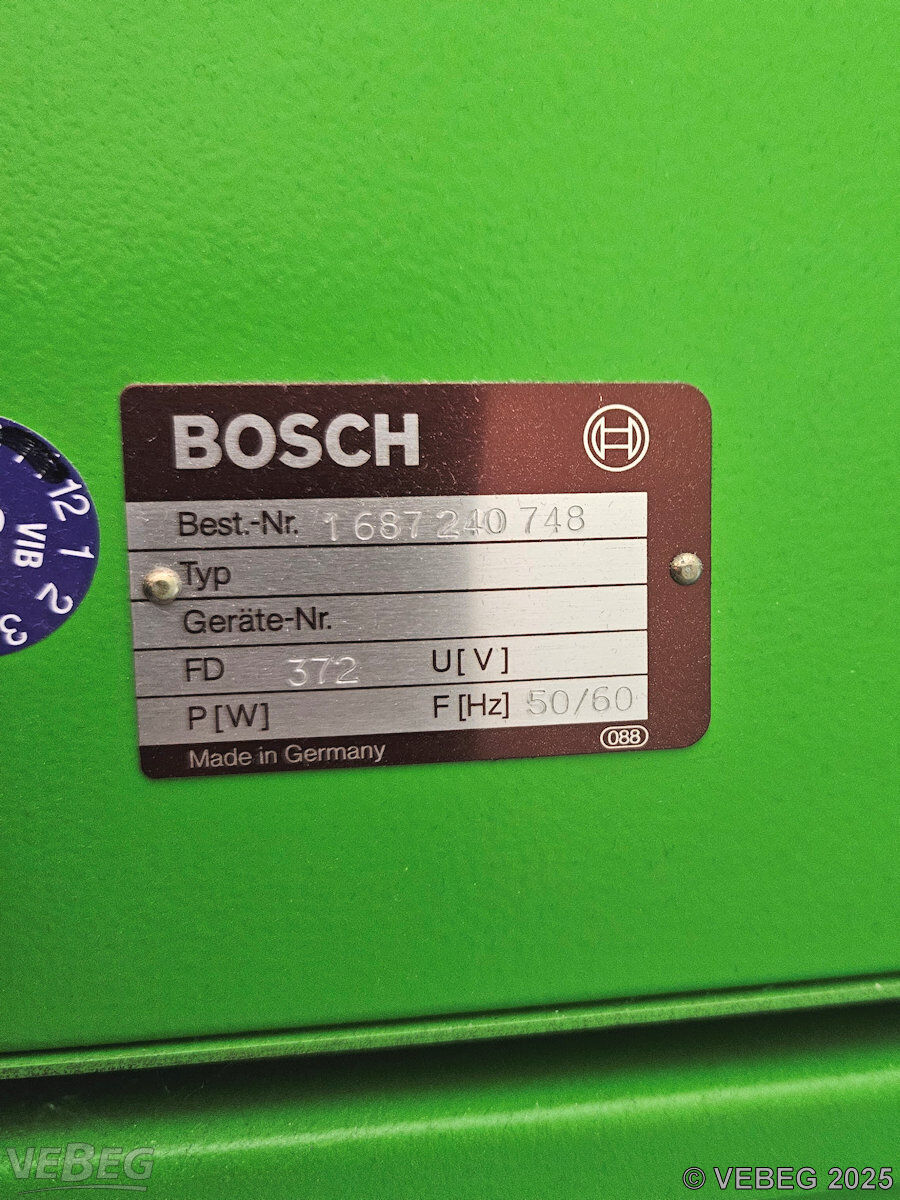 BOSCH
Best.-Nr. 1 687 240 748
Typ
Geräte-Nr.
FD 372 U[V]
P[W] F[Hz] 50/60
088
Made in Germany
12
1
2
3
VIB
VEBEG
© VEBEG 2025